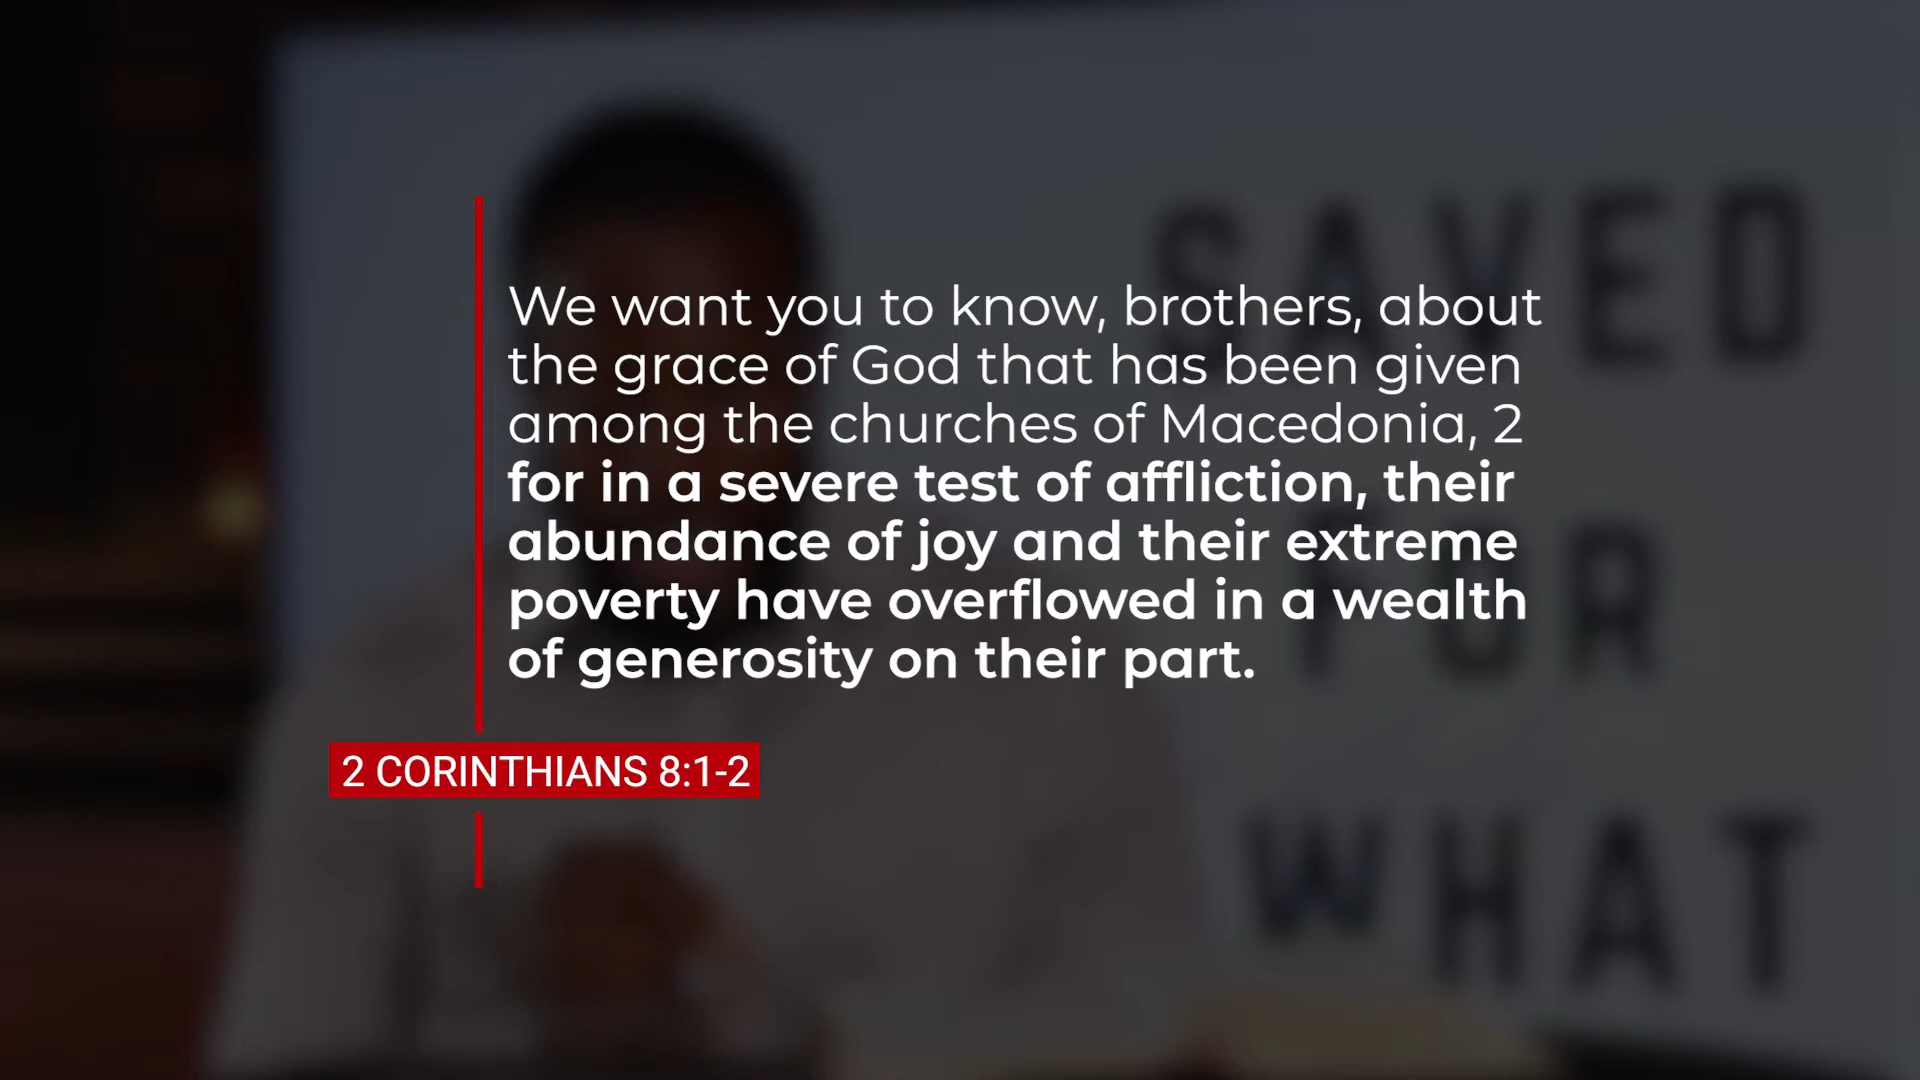 We want you to know, brothers, about
the grace of God that has been given
among the churches of Macedonia, 2
for in a severe test of affliction, their
abundance of joy and their extreme
poverty have overflowed in a wealth
of generosity on their part.
2 CORINTHIANS 8:1-2
SAVED
FOR
WHAT